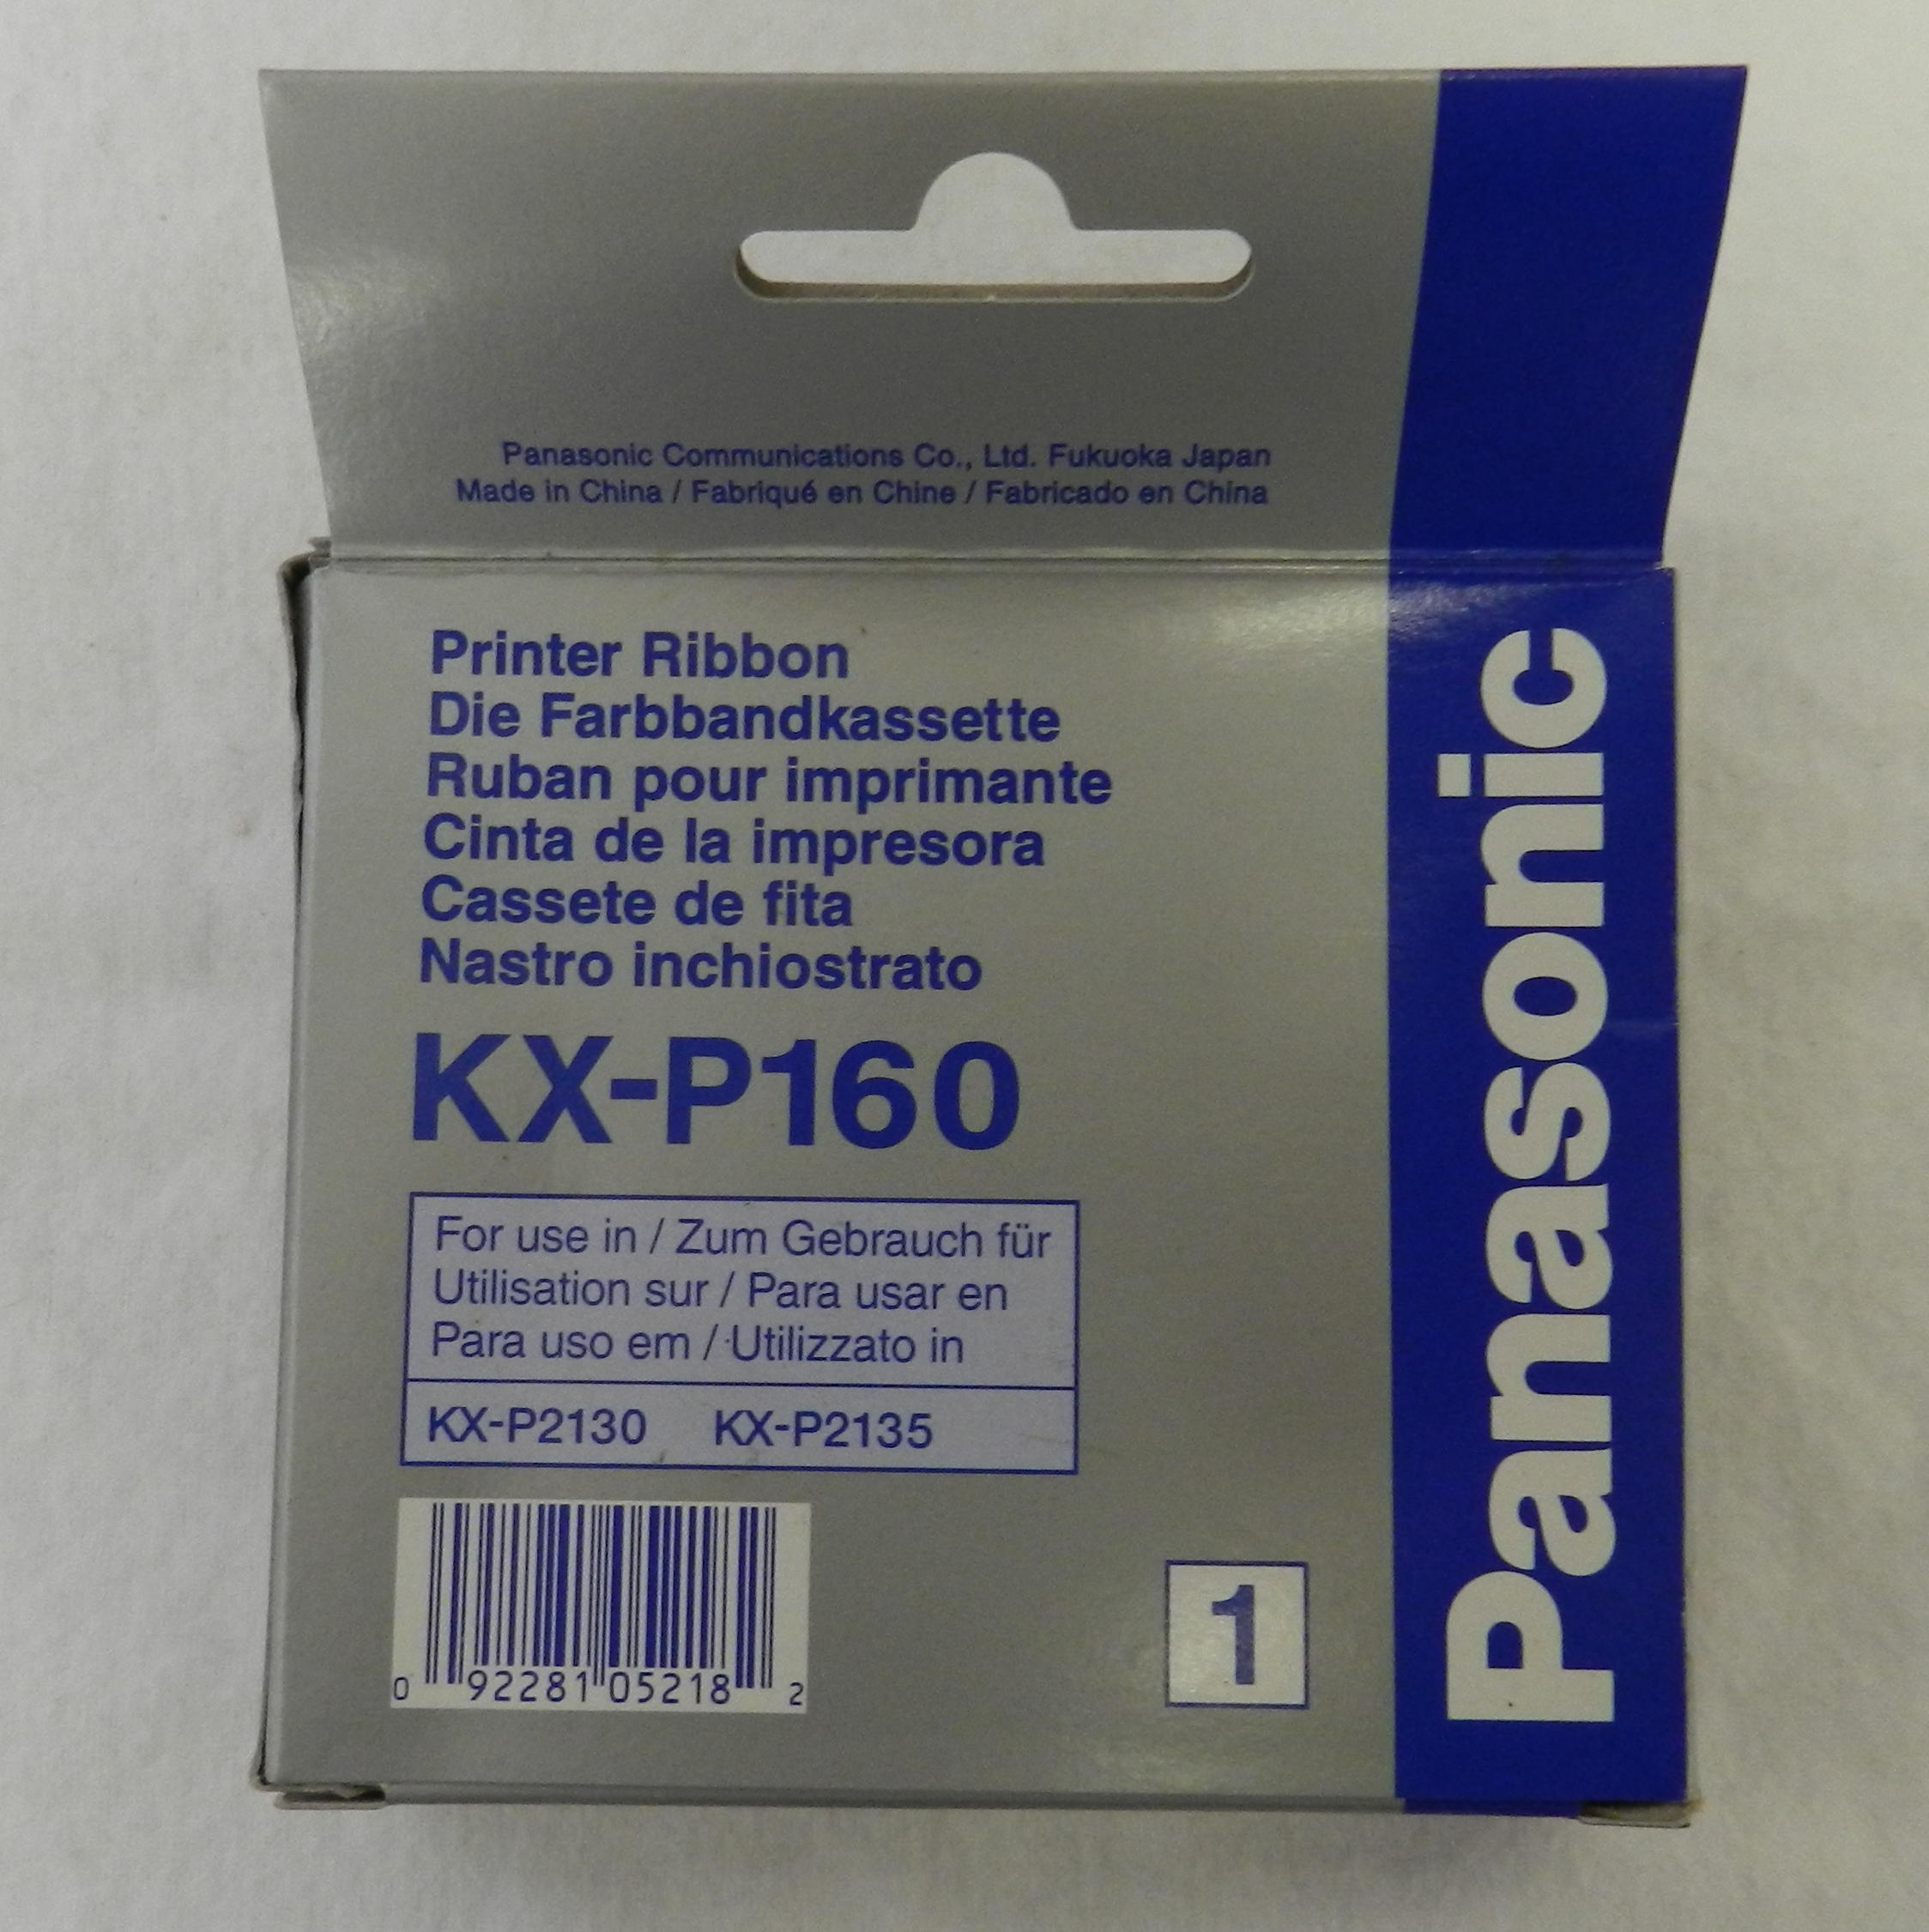 Panasonic Communications Co., Ltd. Fukuoka Japan
Made in China / Fabriqué en Chine / Fabricado en China
Printer Ribbon
Die Farbbandkassette
Ruban pour imprimante
Cinta de la impresora
Cassete de fita
Nastro inchiostrato
KX-P160
For use in / Zum Gebrauch für
Utilisation sur / Para usar en
Para uso em / Utilizzato in
KX-P2130 KX-P2135
0 92281 05218 2
1
Panasonic